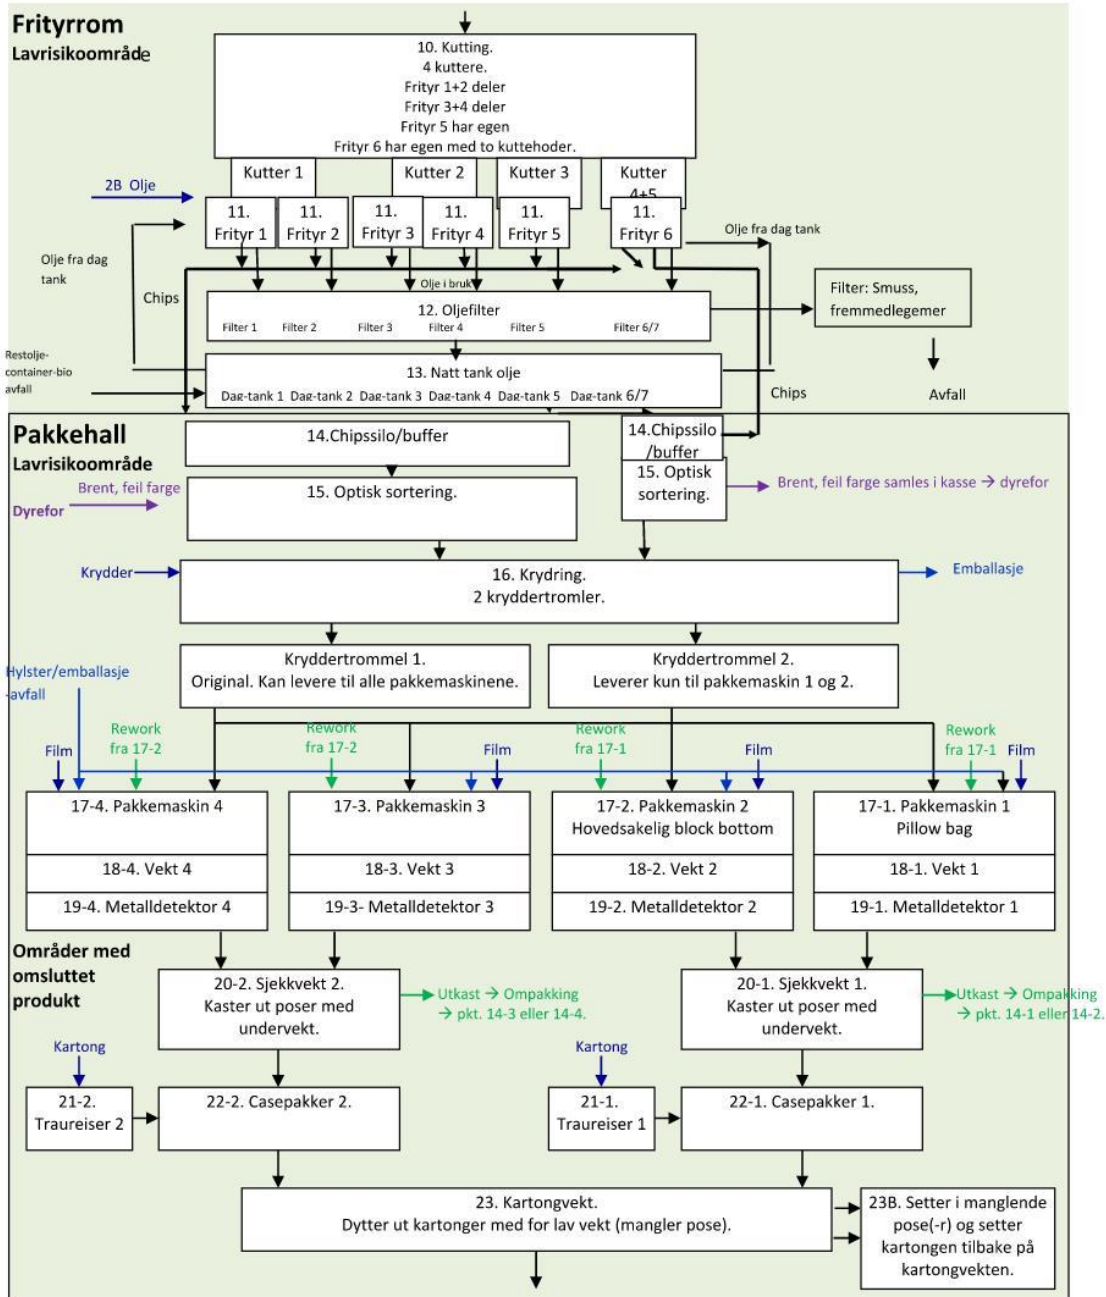 Frityrrom
Lavrisikoområde
10. Kutting.
4 kuttere.
Frityr 1+2 deler
Frityr 3+4 deler
Frityr 5 har egen
Frityr 6 har egen med to kuttehoder.
Kutter 1
Kutter 2
Kutter 3
Kutter
4+5
2B Olje
11.
Frityr 1
11.
Frityr 2
11.
Frityr 3
11.
Frityr 4
11.
Frityr 5
11.
Frityr 6
Olje fra dag tank
Olje fra dag
tank
Chips
Olje i bruk
12. Oljefilter
Filter 1 Filter 2 Filter 3 Filter 4 Filter 5 Filter 6/7
Filter: Smuss,
fremmedlegemer
Avfall
Restolje-
container-bio
avfall
13. Natt tank olje
Dag-tank 1 Dag-tank 2 Dag-tank 3 Dag-tank 4 Dag-tank 5 Dag-tank 6/7
Chips
Pakkehall
Lavrisikoområde
14.Chipssilo/buffer
14.Chipssilo
/buffer
15. Optisk sortering.
15. Optisk
sortering.
Brent, feil farge
Dyrefor
Brent, feil farge samles i kasse → dyrefor
Krydder
16. Krydring.
2 kryddertromler.
Emballasje
Kryddertrommel 1.
Original. Kan levere til alle pakkemaskinene.
Kryddertrommel 2.
Leverer kun til pakkemaskin 1 og 2.
Hylster/emballasje
-avfall
Film
Rework
fra 17-2
Rework
fra 17-2
Film
Rework
fra 17-1
Film
Rework
fra 17-1
Film
17-4. Pakkemaskin 4
18-4. Vekt 4
19-4. Metalldetektor 4
17-3. Pakkemaskin 3
18-3. Vekt 3
19-3- Metalldetektor 3
17-2. Pakkemaskin 2
Hovedsakelig block bottom
18-2. Vekt 2
19-2. Metalldetektor 2
17-1. Pakkemaskin 1
Pillow bag
18-1. Vekt 1
19-1. Metalldetektor 1
Områder med
omsluttet
produkt
20-2. Sjekkvekt 2.
Kaster ut poser med
undervekt.
Utkast → Ompakking
→ pkt. 14-3 eller 14-4.
20-1. Sjekkvekt 1.
Kaster ut poser med
undervekt.
Utkast → Ompakking
→ pkt. 14-1 eller 14-2.
Kartong
21-2.
Traureiser 2
22-2. Casepakker 2.
Kartong
21-1.
Traureiser 1
22-1. Casepakker 1.
23. Kartongvekt.
Dytter ut kartonger med for lav vekt (mangler pose).
23B. Setter i manglende
pose(-r) og setter
kartongen tilbake på
kartongvekten.